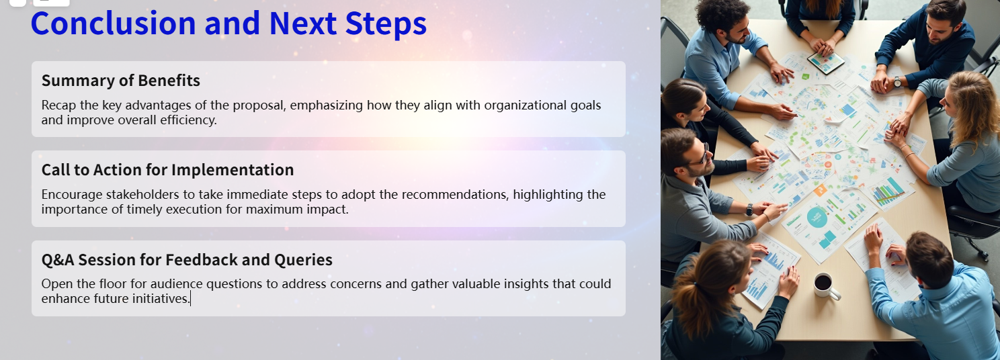 Conclusion and Next Steps
Summary of Benefits
Recap the key advantages of the proposal, emphasizing how they align with organizational goals
and improve overall efficiency.
Call to Action for Implementation
Encourage stakeholders to take immediate steps to adopt the recommendations, highlighting the
importance of timely execution for maximum impact.
Q&A Session for Feedback and Queries
Open the floor for audience questions to address concerns and gather valuable insights that could
enhance future initiatives.